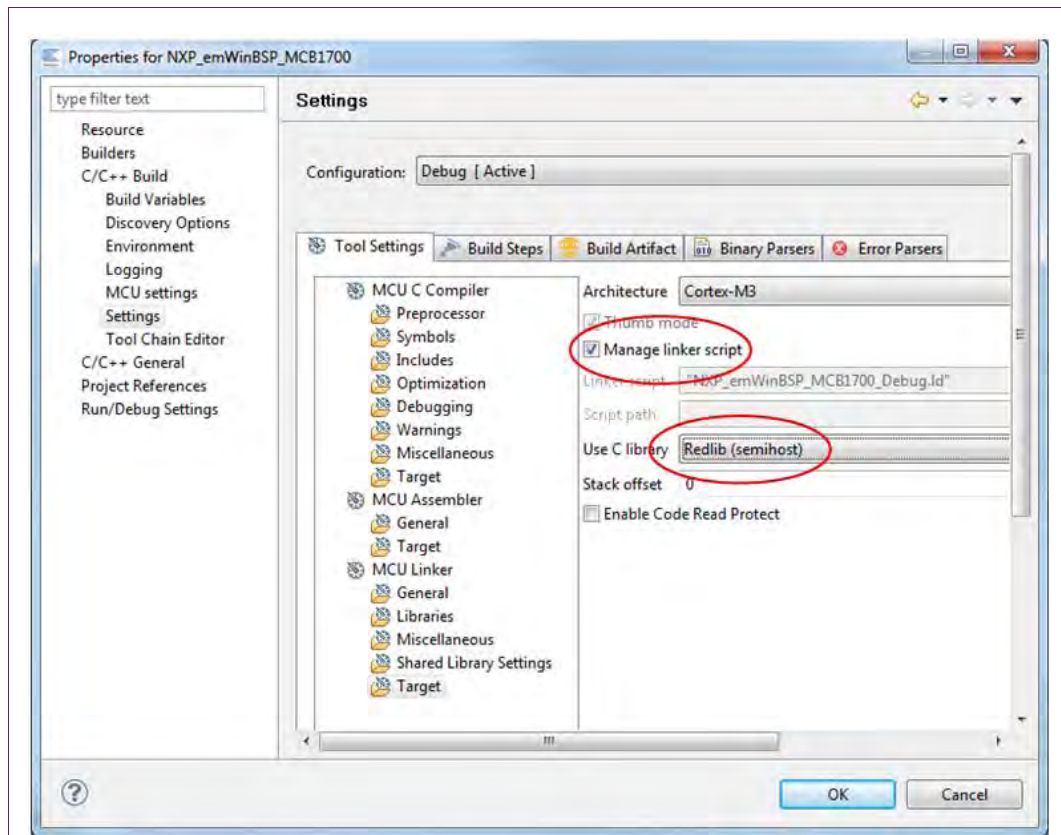 Properties for NXP_emWinBSP_MCB1700
type filter text
Resource
Builders
C/C++ Build
Build Variables
Discovery Options
Environment
Logging
MCU settings
Settings
Tool Chain Editor
C/C++ General
Project References
Run/Debug Settings
Settings
Configuration: Debug [ Active ]
Tool Settings Build Steps Build Artifact Binary Parsers Error Parsers
MCU C Compiler
Preprocessor
Symbols
Includes
Optimization
Debugging
Warnings
Miscellaneous
Target
MCU Assembler
General
Target
MCU Linker
General
Libraries
Miscellaneous
Shared Library Settings
Target
Architecture Cortex-M3
Thumb mode
Manage linker script
Linker script "NXP_emWinBSP_MCB1700_Debug.ld"
Script path
Use C library Redlib (semihost)
Stack offset 0
Enable Code Read Protect
? OK Cancel